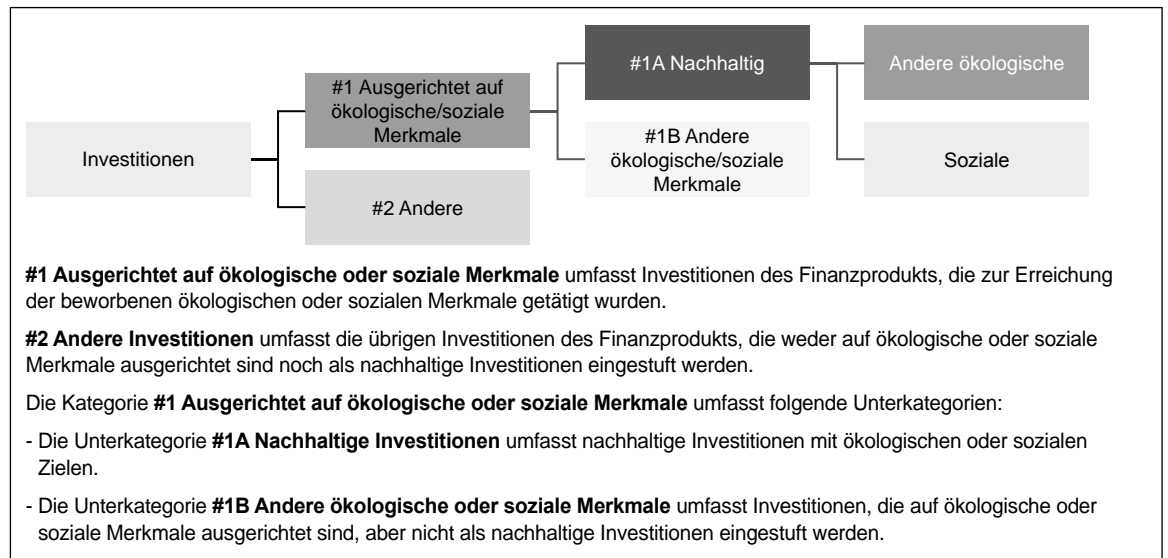 #1A Nachhaltig
Andere ökologische
#1 Ausgerichtet auf
ökologische/soziale
Merkmale
#1B Andere
ökologische/soziale
Merkmale
Investitionen
Soziale
#2 Andere
#1 Ausgerichtet auf ökologische oder soziale Merkmale umfasst Investitionen des Finanzprodukts, die zur Erreichung
der beworbenen ökologischen oder sozialen Merkmale getätigt wurden.
#2 Andere Investitionen umfasst die übrigen Investitionen des Finanzprodukts, die weder auf ökologische oder soziale
Merkmale ausgerichtet sind noch als nachhaltige Investitionen eingestuft werden.
Die Kategorie #1 Ausgerichtet auf ökologische oder soziale Merkmale umfasst folgende Unterkategorien:
- Die Unterkategorie #1A Nachhaltige Investitionen umfasst nachhaltige Investitionen mit ökologischen oder sozialen
Zielen.
- Die Unterkategorie #1B Andere ökologische oder soziale Merkmale umfasst Investitionen, die auf ökologische oder
soziale Merkmale ausgerichtet sind, aber nicht als nachhaltige Investitionen eingestuft werden.